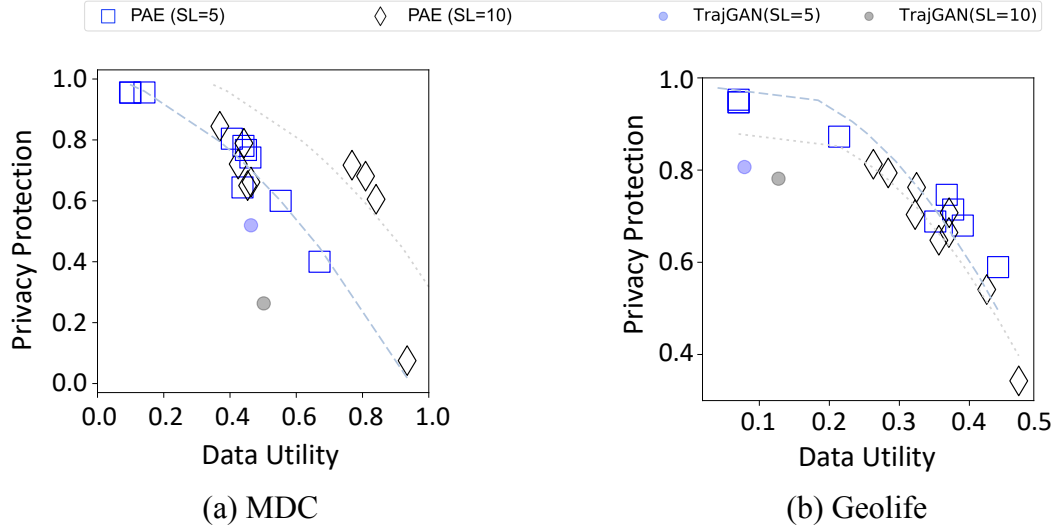 PAE (SL=5) PAE (SL=10) TrajGAN(SL=5) TrajGAN(SL=10)
Privacy Protection
1.0
0.8
0.6
0.4
0.2
0.0
0.0 0.2 0.4 0.6 0.8 1.0
Data Utility
(a) MDC
Privacy Protection
1.0
0.8
0.6
0.4
0.1 0.2 0.3 0.4 0.5
Data Utility
(b) Geolife